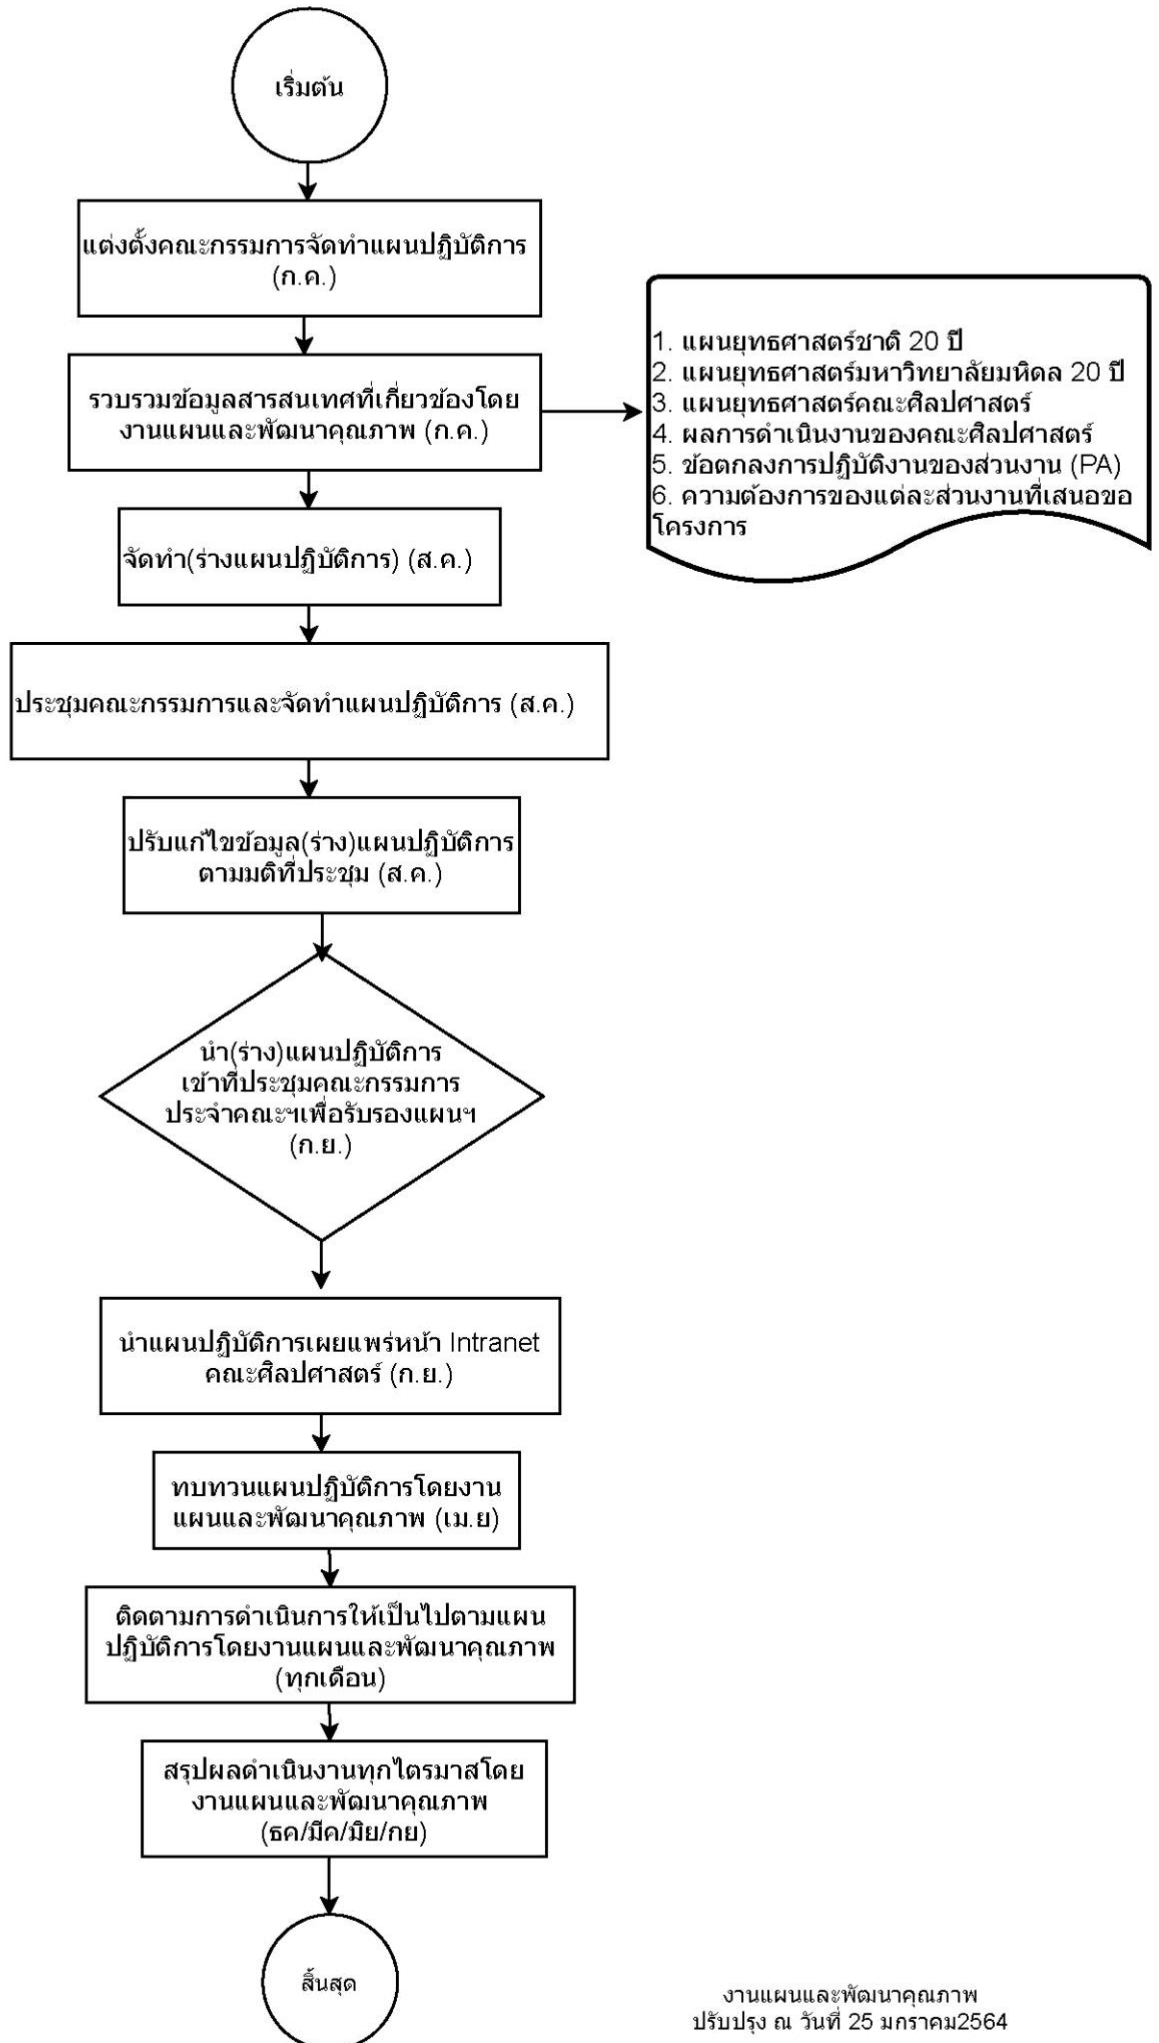 เริ่มต้น
แต่งตั้งคณะกรรมการจัดทำแผนปฏิบัติการ
(ก.ค.)
รวบรวมข้อมูลสารสนเทศที่เกี่ยวข้องโดย
งานแผนและพัฒนาคุณภาพ (ก.ค.)
1. แผนยุทธศาสตร์ชาติ 20 ปี
2. แผนยุทธศาสตร์มหาวิทยาลัยมหิดล 20 ปี
3. แผนยุทธศาสตร์คณะศิลปศาสตร์
4. ผลการดำเนินงานของคณะศิลปศาสตร์
5. ข้อตกลงการปฏิบัติงานของส่วนงาน (PA)
6. ความต้องการของแต่ละส่วนงานที่เสนอขอ
โครงการ
จัดทำ(ร่างแผนปฏิบัติการ) (ส.ค.)
ประชุมคณะกรรมการและจัดทำแผนปฏิบัติการ (ส.ค.)
ปรับแก้ไขข้อมูล(ร่าง)แผนปฏิบัติการ
ตามมติที่ประชุม (ส.ค.)
นำ(ร่าง)แผนปฏิบัติการ
เข้าที่ประชุมคณะกรรมการ
ประจำคณะฯเพื่อรับรองแผนฯ
(ก.ย.)
นำแผนปฏิบัติการเผยแพร่หน้า Intranet
คณะศิลปศาสตร์ (ก.ย.)
ทบทวนแผนปฏิบัติการโดยงาน
แผนและพัฒนาคุณภาพ (เม.ย)
ติดตามการดำเนินการให้เป็นไปตามแผน
ปฏิบัติการโดยงานแผนและพัฒนาคุณภาพ
(ทุกเดือน)
สรุปผลดำเนินงานทุกไตรมาสโดย
งานแผนและพัฒนาคุณภาพ
(ธค/มีค/มิย/กย)
สิ้นสุด
งานแผนและพัฒนาคุณภาพ
ปรับปรุง ณ วันที่ 25 มกราคม2564